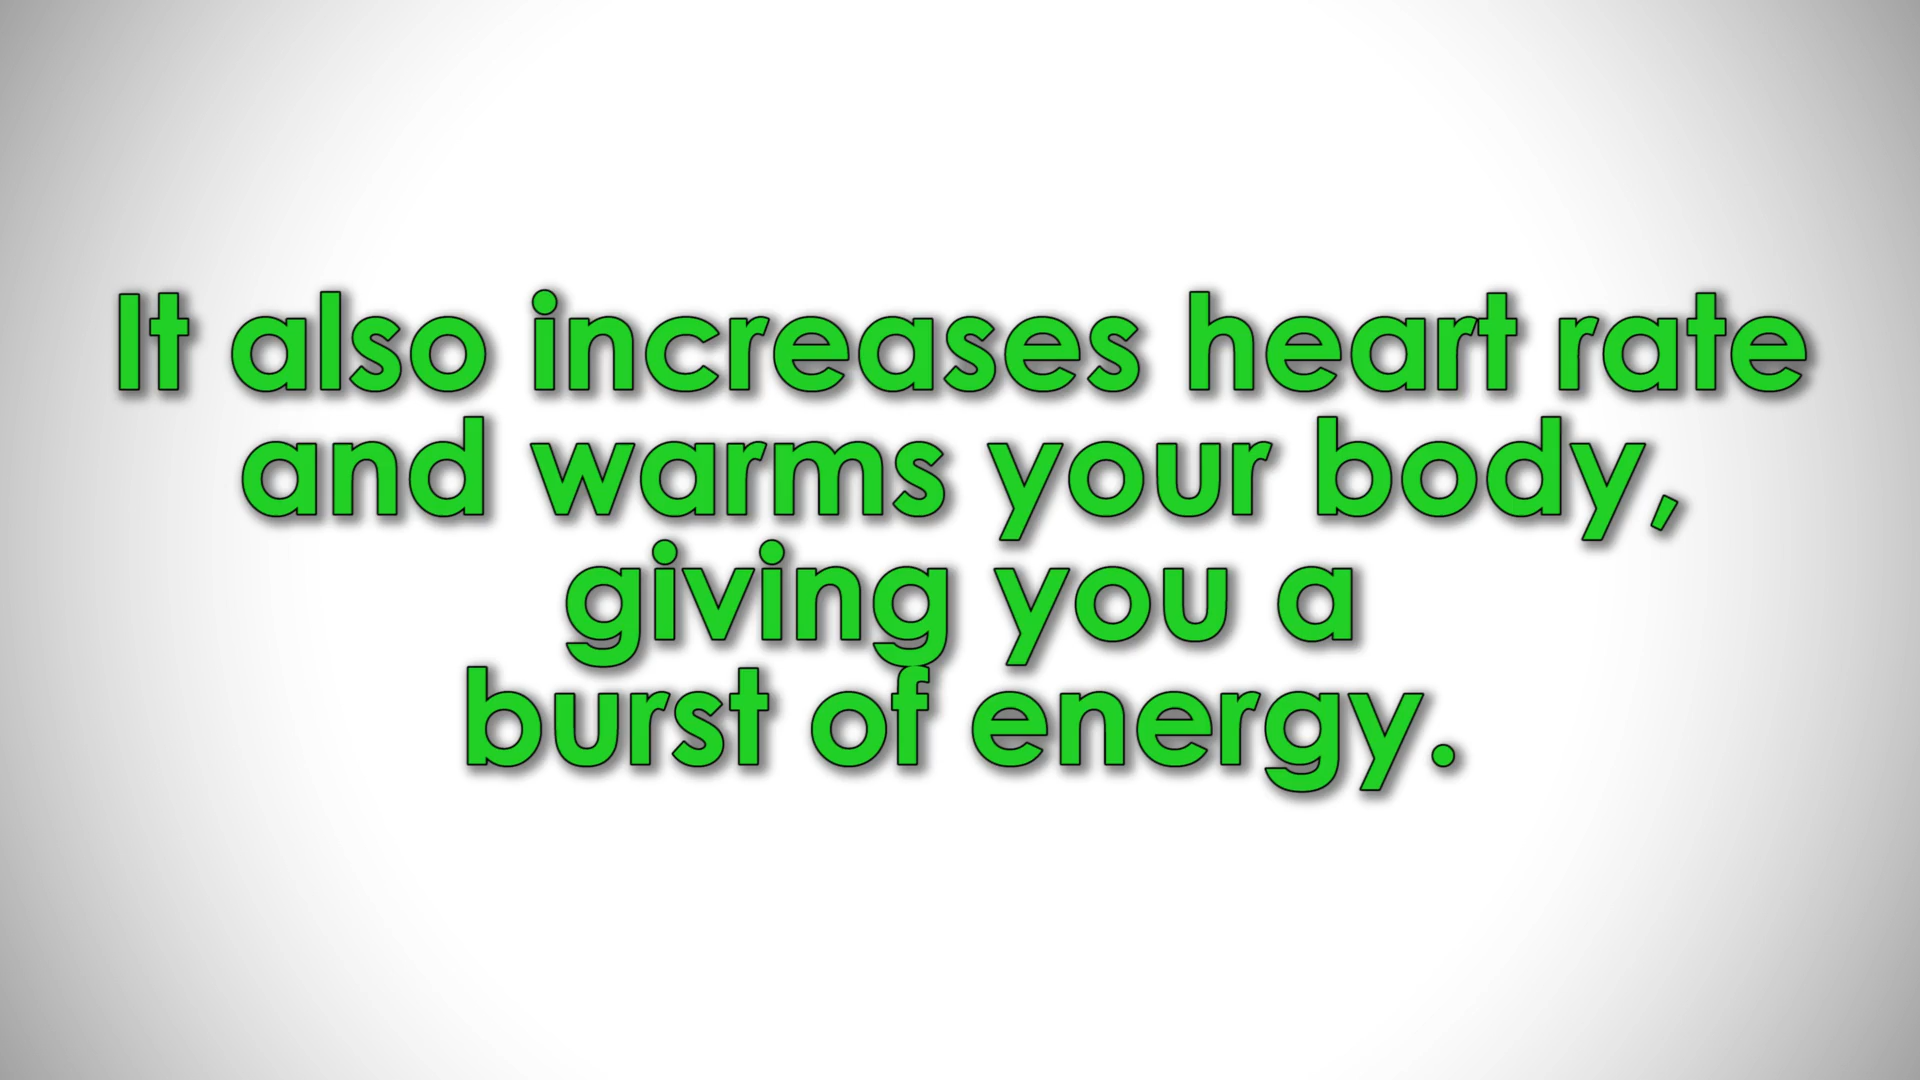 It also increases heart rate
and warms your body,
giving you a
burst of energy.